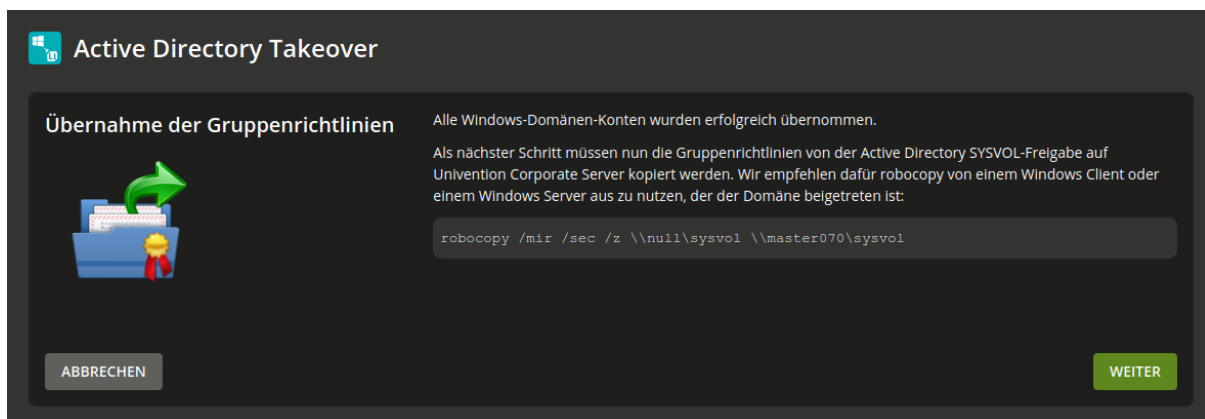 Active Directory Takeover
Übernahme der Gruppenrichtlinien
Alle Windows-Domänen-Konten wurden erfolgreich übernommen.
Als nächster Schritt müssen nun die Gruppenrichtlinien von der Active Directory SYSVOL-Freigabe auf
Univention Corporate Server kopiert werden. Wir empfehlen dafür robocopy von einem Windows Client oder
einem Windows Server aus zu nutzen, der der Domäne beigetreten ist:
robocopy /mir /sec /z \\null\sysvol \\master070\sysvol
ABBRECHEN
WEITER